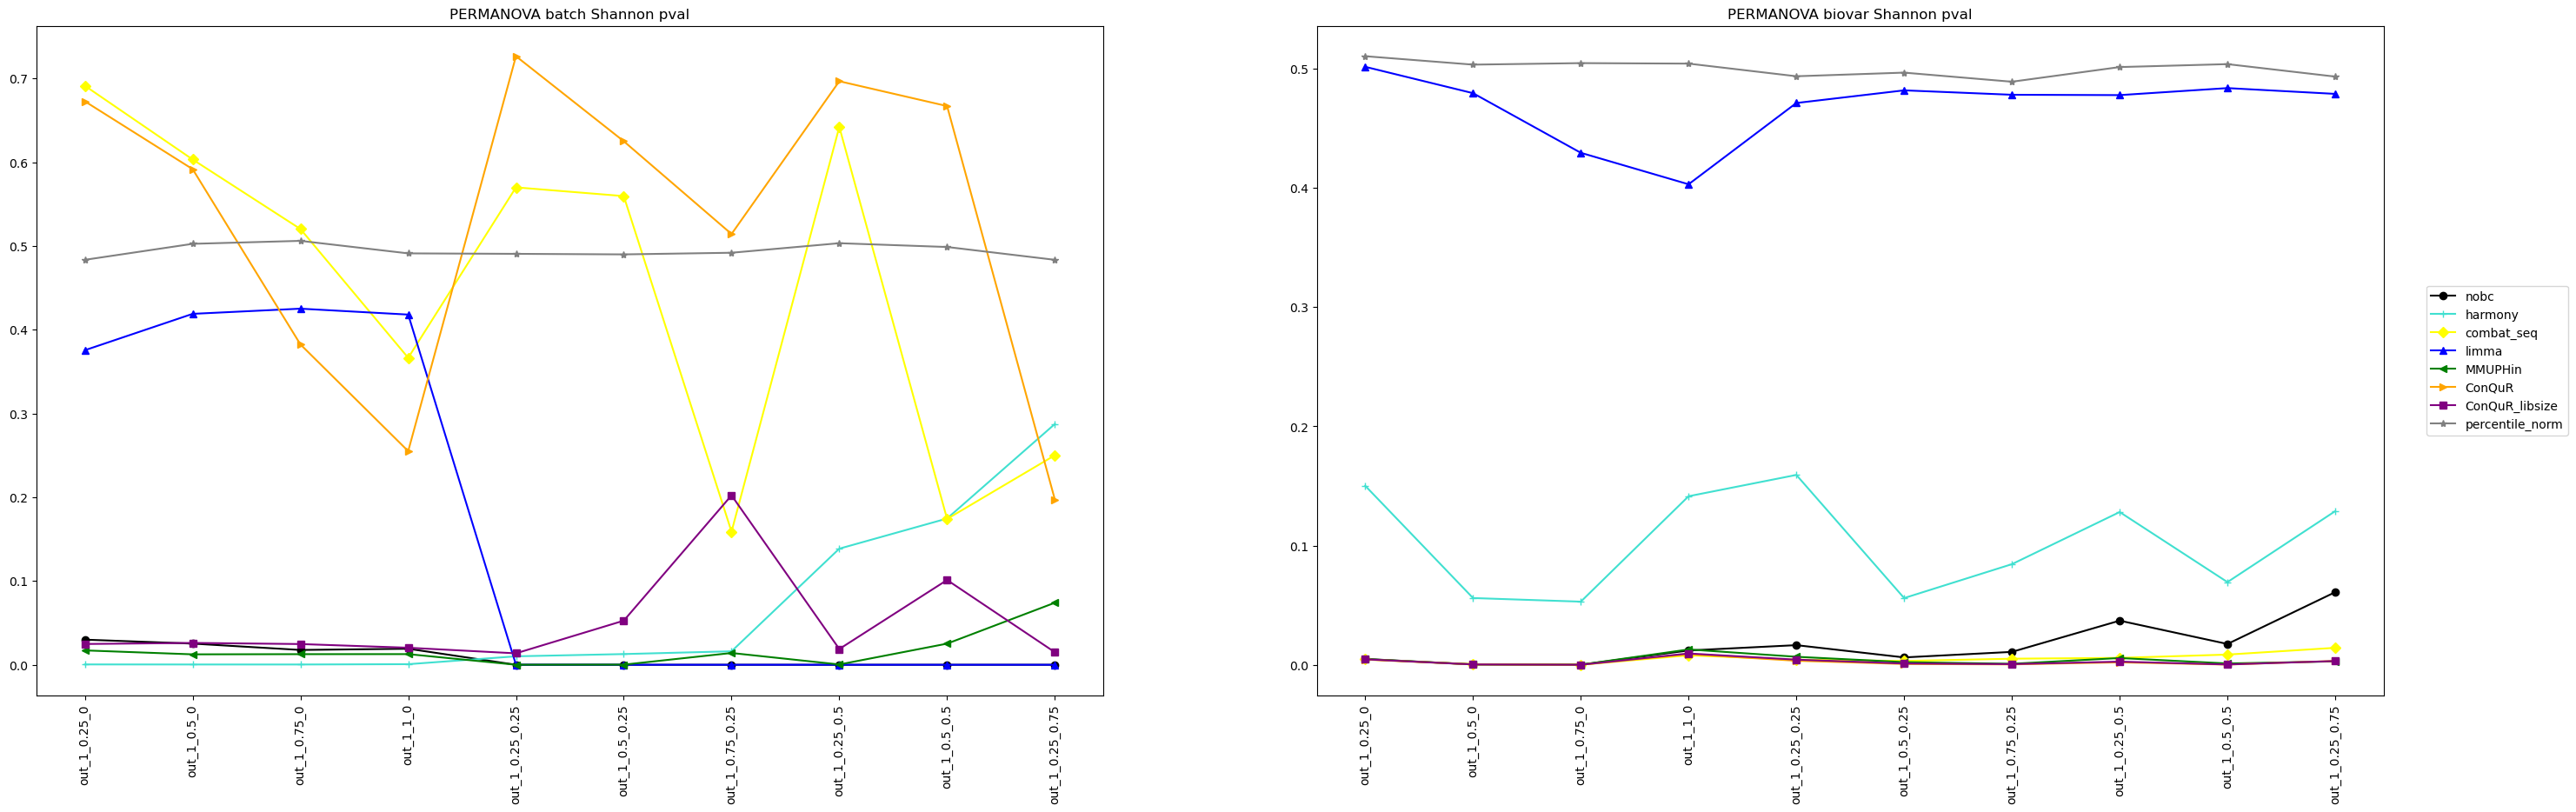 PERMANOVA batch Shannon pval
0.7
0.6
0.5
0.4
0.3
0.2
0.1
0.0
out_1_0.25_0
out_1_0.5_0
out_1_0.75_0
out_1_1_0
out_1_0.25_0.25
out_1_0.5_0.25
out_1_0.75_0.25
out_1_0.25_0.5
out_1_0.5_0.5
out_1_0.25_0.75
PERMANOVA biovar Shannon pval
0.5
0.4
0.3
0.2
0.1
0.0
out_1_0.25_0
out_1_0.5_0
out_1_0.75_0
out_1_1_0
out_1_0.25_0.25
out_1_0.5_0.25
out_1_0.75_0.25
out_1_0.25_0.5
out_1_0.5_0.5
out_1_0.25_0.75
nobc
harmony
combat_seq
limma
MMUPHin
ConQuR
ConQuR_libsize
percentile_norm